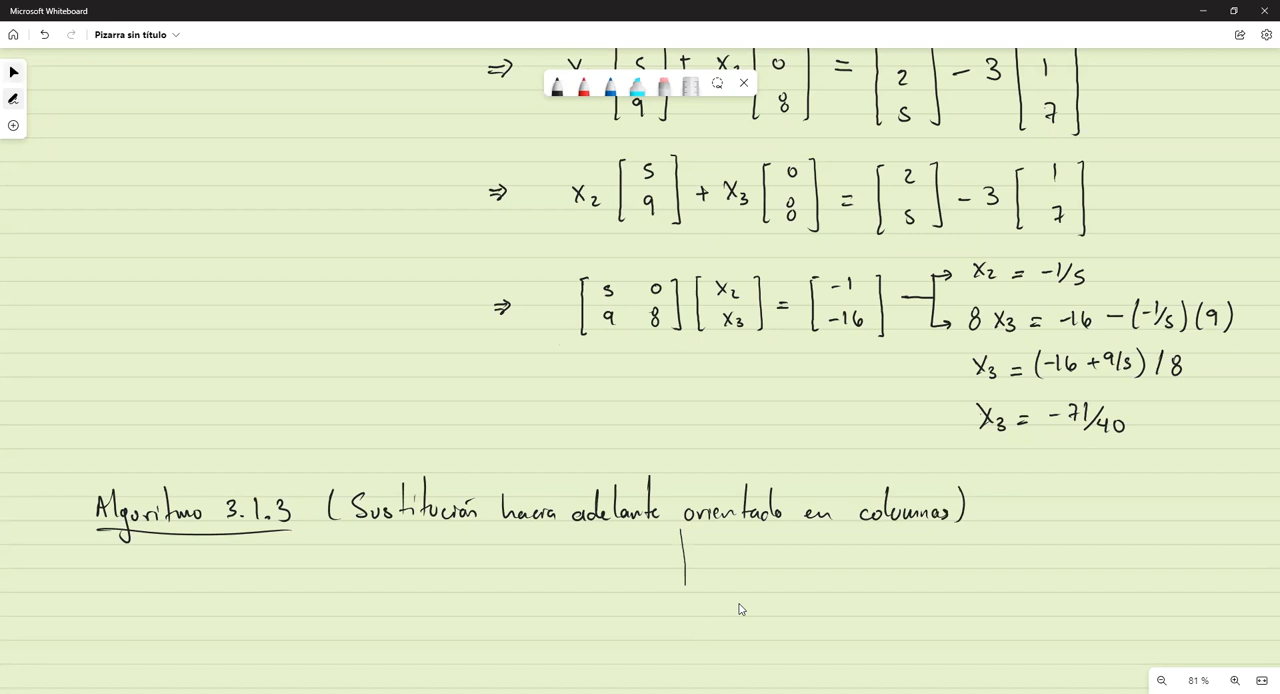 Microsoft Whiteboard
Pizarra sin título
⇒ [5 9] + x [0 8] = [2 5] - 3 [1 7]
⇒ x₂ [5 9] + x₃ [0 8] = [2 5] - 3 [1 7]
⇒ [5 0 9 8] [x₂ x₃] = [-1 -16]
x₂ = -1/5
8 x₃ = -16 - (-1/5)(9)
x₃ = (-16 + 9/5) / 8
x₃ = -71/40
Algoritmo 3.1.3 (Sustitución hacia adelante orientado en columnas)
81 %